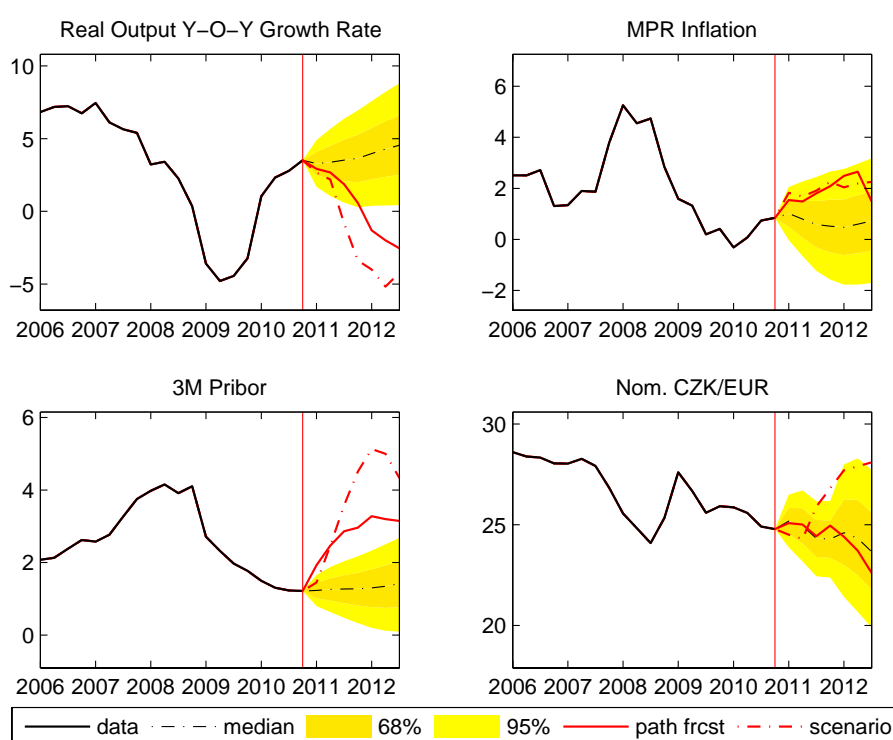 Real Output Y−O−Y Growth Rate
10
5
0
−5
2006 2007 2008 2009 2010 2011 2012
MPR Inflation
6
4
2
0
−2
2006 2007 2008 2009 2010 2011 2012
3M Pribor
6
4
2
0
2006 2007 2008 2009 2010 2011 2012
Nom. CZK/EUR
30
25
20
2006 2007 2008 2009 2010 2011 2012
data median 68% 95% path frcst scenario